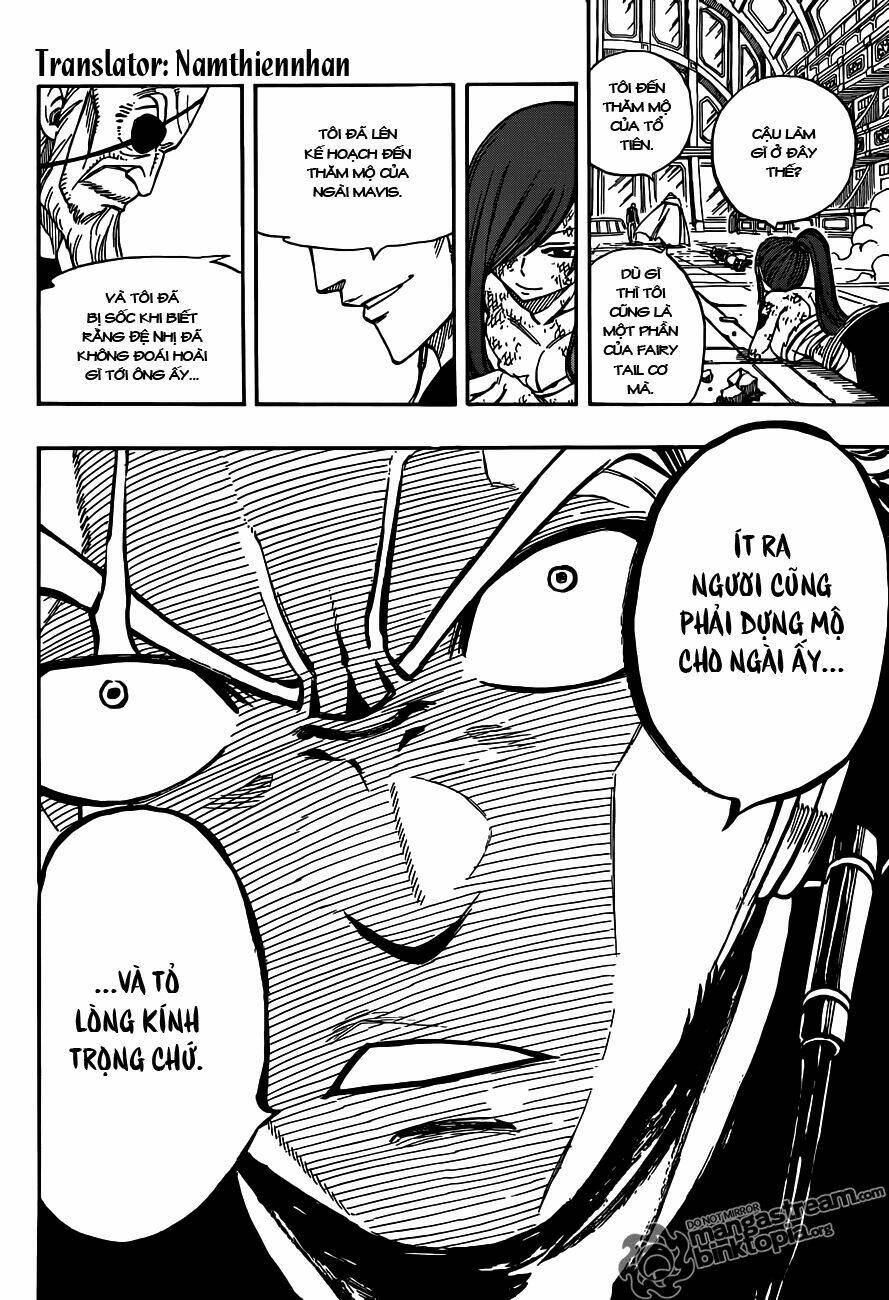 Translator: Namthiennhan
CẬU LÀM
GÌ Ở ĐÂY
THẾ?
TÔI ĐẾN
THĂM MỘ
CỦA TỔ
TIÊN.
DÙ GÌ
THÌ TÔI
CŨNG LÀ
MỘT PHẦN
CỦA FAIRY
TAIL CƠ
MÀ.
TÔI ĐÃ LÊN
KẾ HOẠCH ĐẾN
THĂM MỘ CỦA
NGÀI MAVIS.
VÀ TÔI ĐÃ
BỊ SỐC KHI BIẾT
RẰNG ĐỆ NHỊ ĐÃ
KHÔNG ĐOÁI HOÀI
GÌ TỚI ÔNG ẤY...
ÍT RA
NGƯƠI CŨNG
PHẢI DỰNG MỘ
CHO NGÀI ẤY...
...VÀ TỎ
LÒNG KÍNH
TRỌNG CHỨ.
DO NOT MIRROR
mangastream.com
binktopia.org